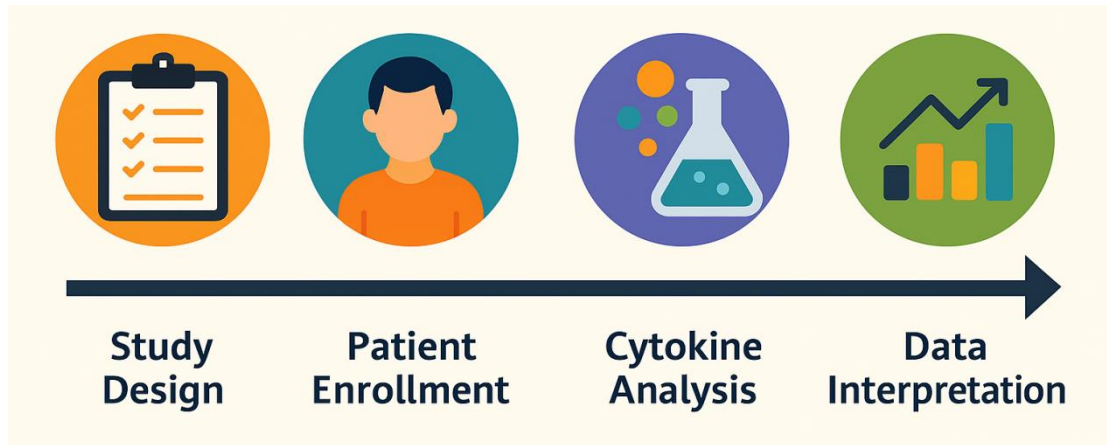 Study
Design
Patient
Enrollment
Cytokine
Analysis
Data
Interpretation